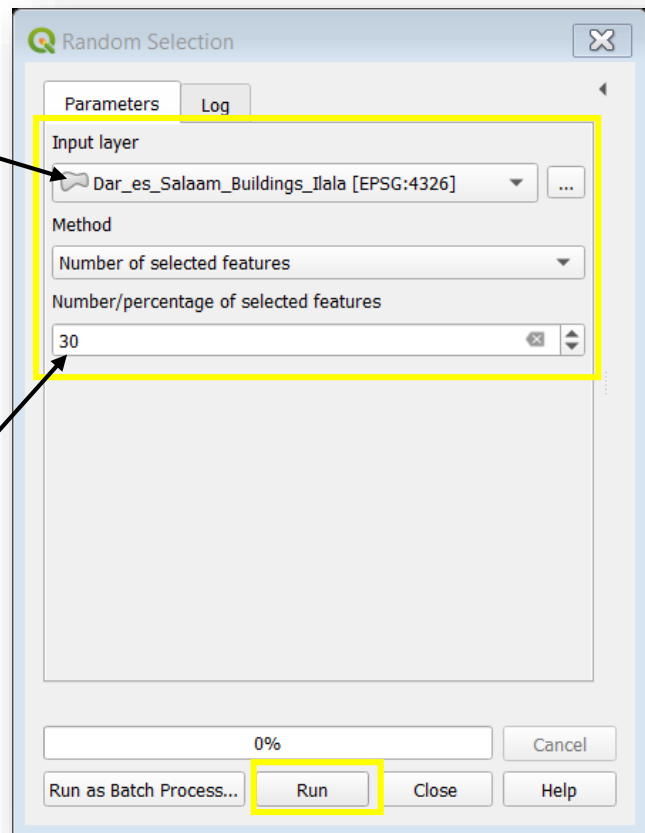 Random Selection
Parameters Log
Input layer
Dar_es_Salaam_Buildings_Ilala [EPSG:4326] ...
Method
Number of selected features
Number/percentage of selected features
30
0% Cancel
Run as Batch Process... Run Close Help